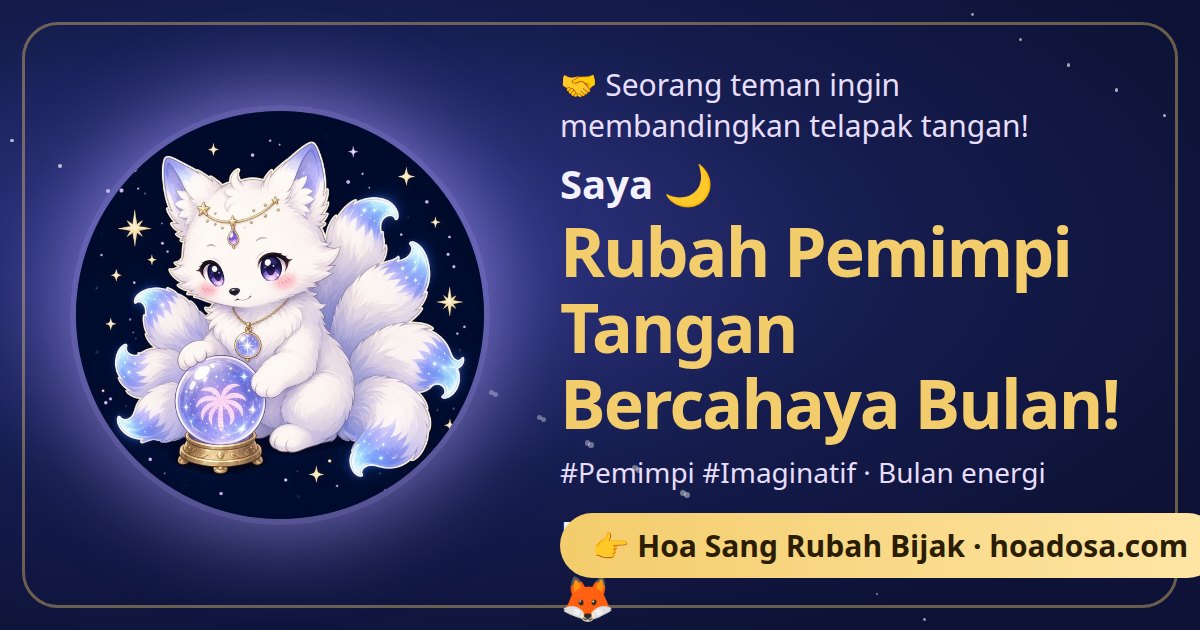 🤝 Seorang teman ingin
membandingkan telapak tangan!
Saya 🌙
Rubah Pemimpi
Tangan
Bercahaya Bulan!
#Pemimpi #Imaginatif · Bulan energi
👉 Hoa Sang Rubah Bijak · hoadosa.com
🦊